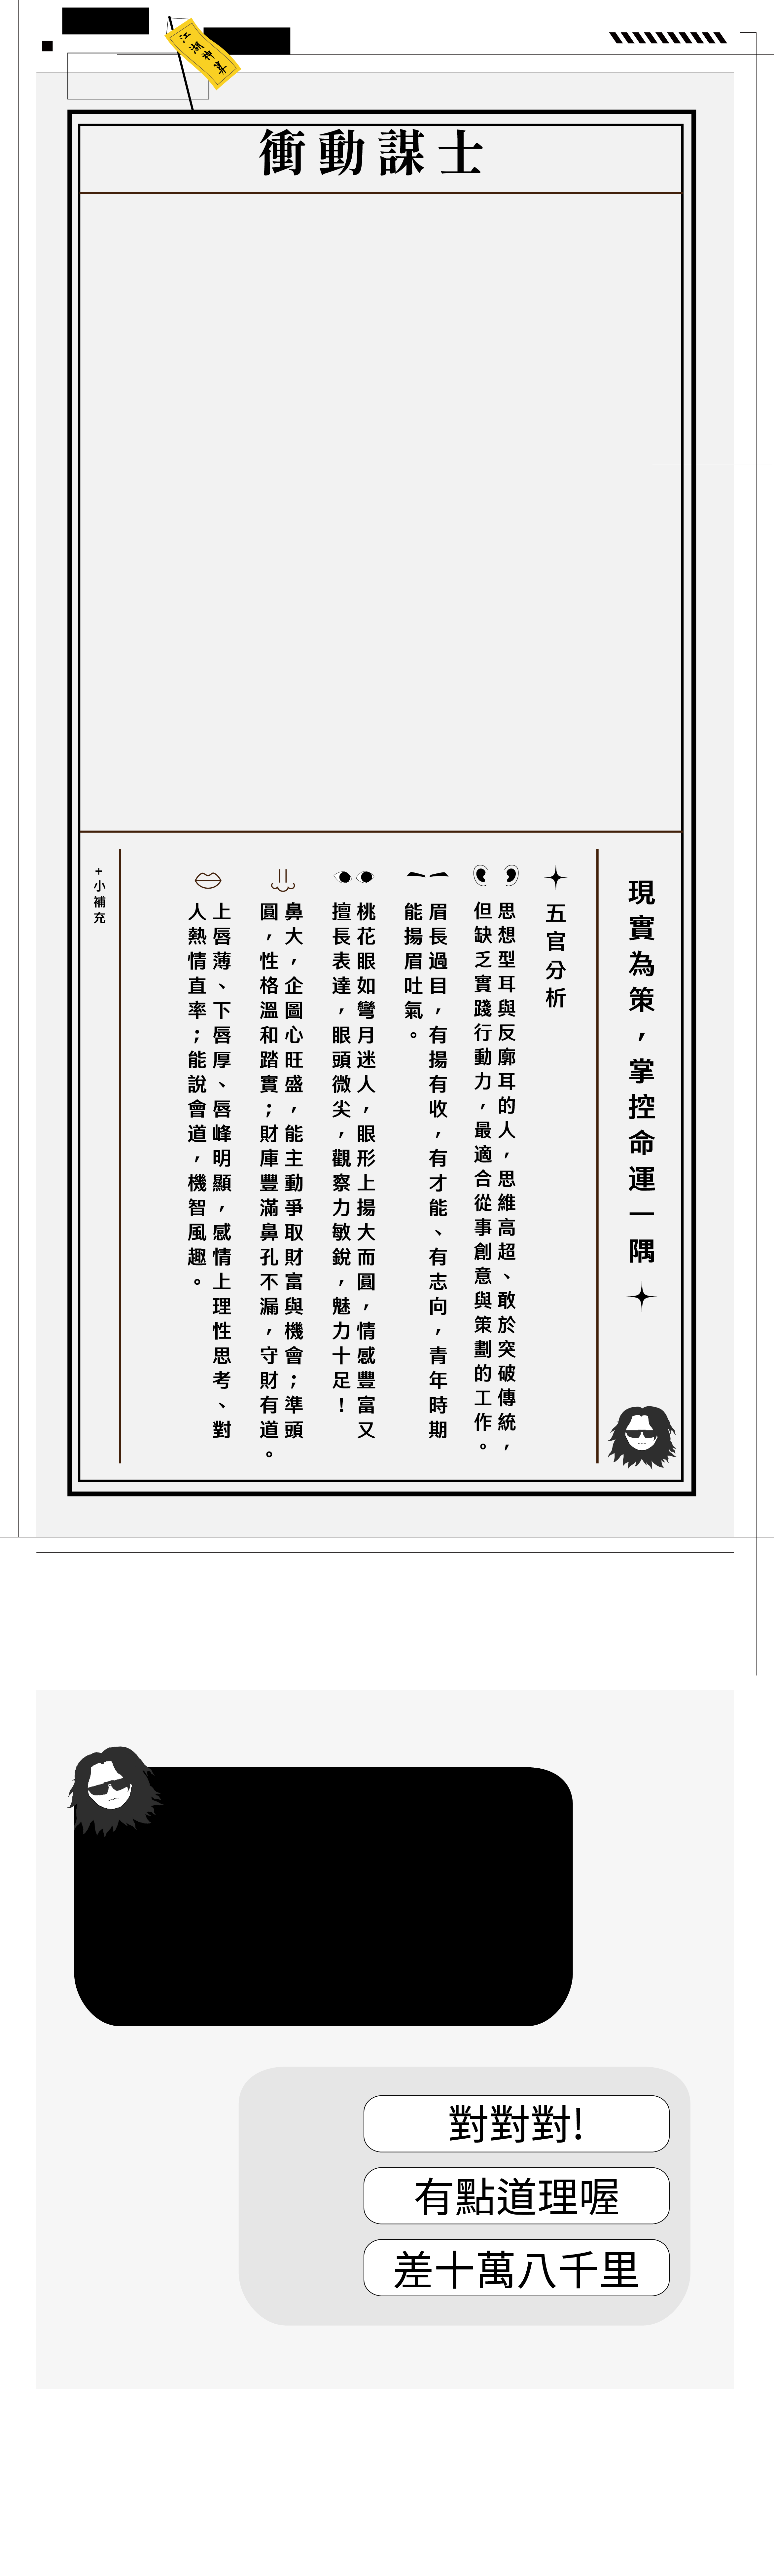 江湖神算
衝動謀士
現實為策，掌控命運一隅
五官分析
思想型耳與反廓耳的人，思維高超、敢於突破傳統，
但缺乏實踐行動力，最適合從事創意與策劃的工作。
眉長過目，有揚有收，有才能、有志向，青年時期
能揚眉吐氣。
桃花眼如彎月迷人，眼形上揚大而圓，情感豐富又
擅長表達，眼頭微尖，觀察力敏銳，魅力十足！
鼻大，企圖心旺盛，能主動爭取財富與機會；準頭
圓，性格溫和踏實；財庫豐滿鼻孔不漏，守財有道。
上唇薄、下唇厚、唇峰明顯，感情上理性思考、對
人熱情直率；能說會道，機智風趣。
+小補充
對對對!
有點道理喔
差十萬八千里